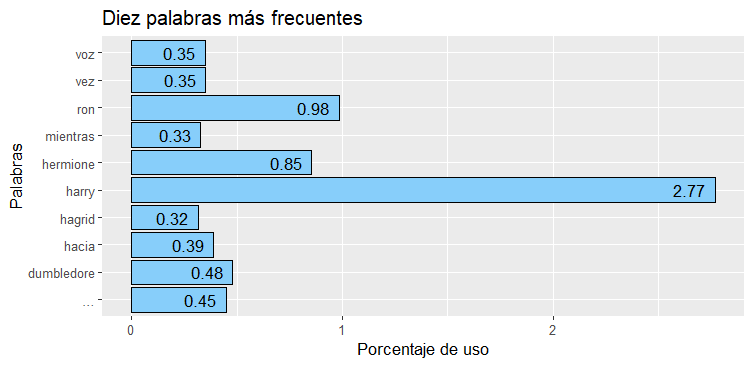 Diez palabras más frecuentes
Palabras
voz 0.35
vez 0.35
ron 0.98
mientras 0.33
hermione 0.85
harry 2.77
hagrid 0.32
hacia 0.39
dumbledore 0.48
... 0.45
0 1 2
Porcentaje de uso